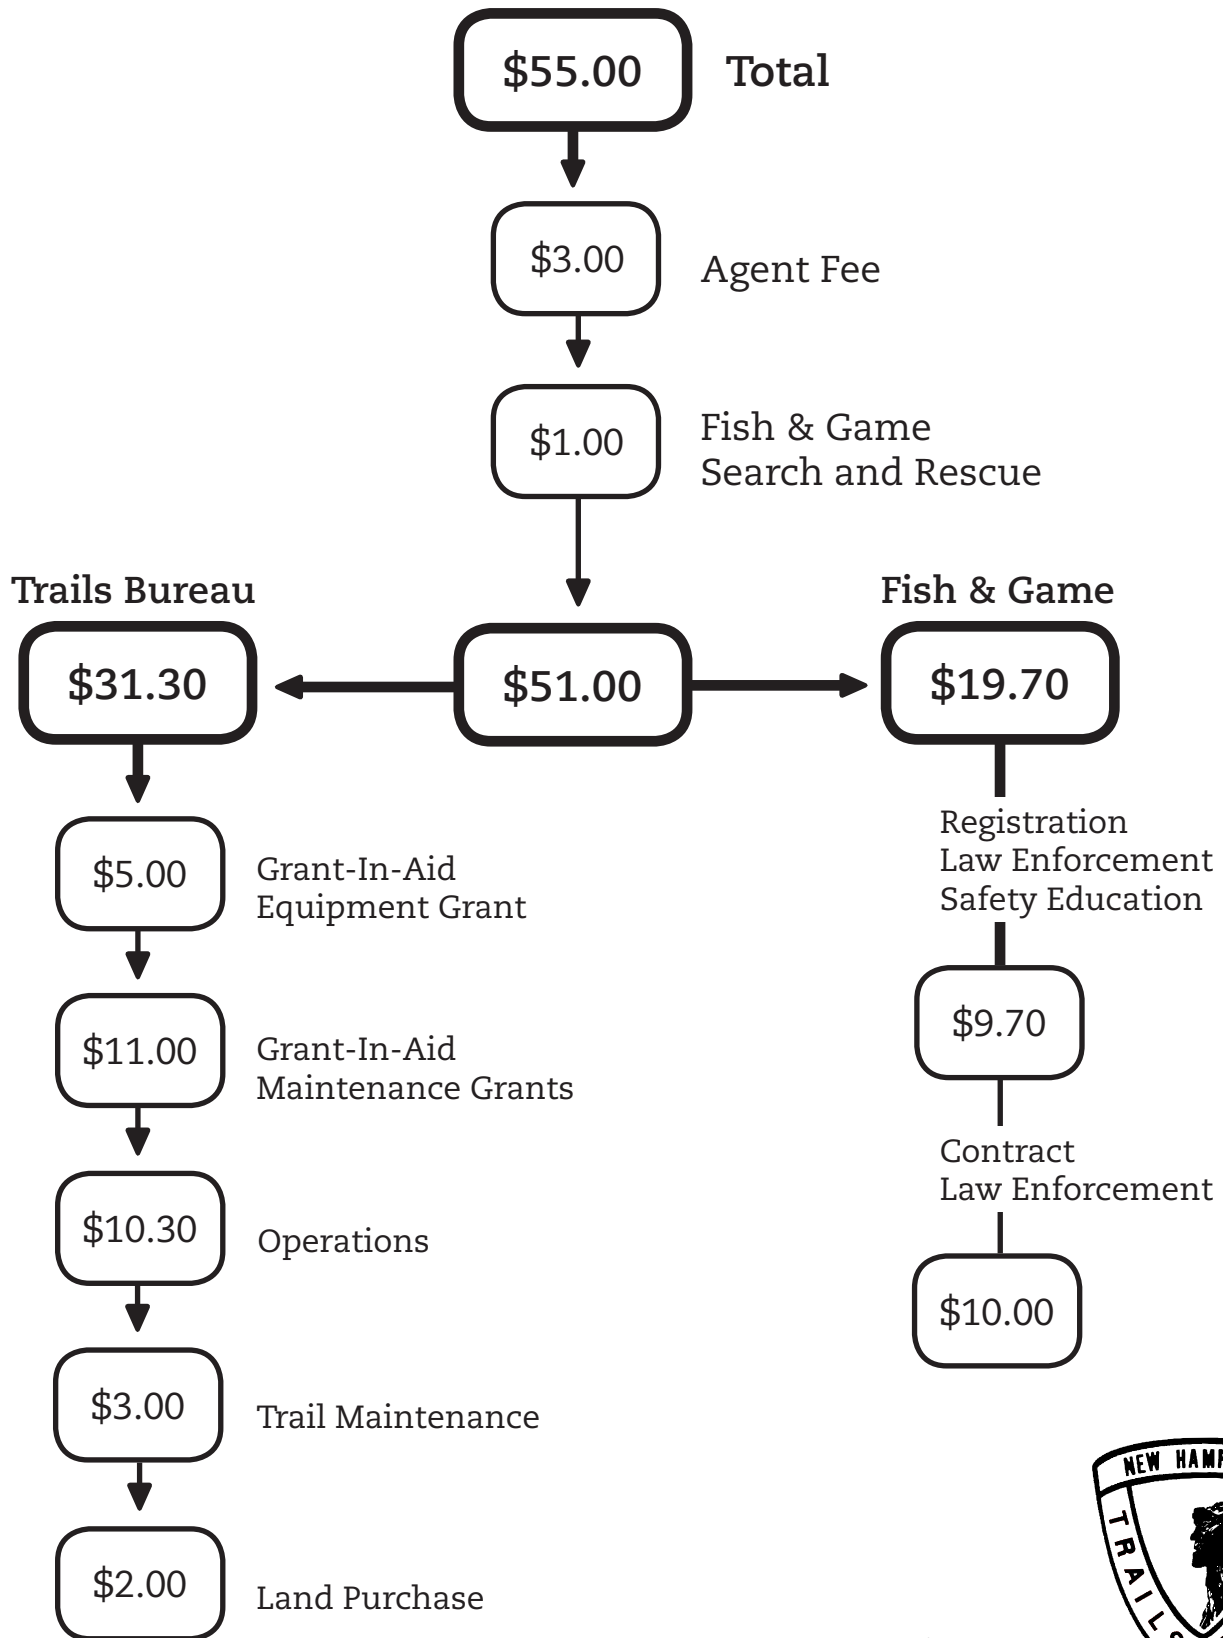 $55.00 Total
$3.00 Agent Fee
$1.00 Fish & Game
Search and Rescue
Trails Bureau
$31.30
$51.00
Fish & Game
$19.70
$5.00 Grant-In-Aid
Equipment Grant
$11.00 Grant-In-Aid
Maintenance Grants
$10.30 Operations
$3.00 Trail Maintenance
$2.00 Land Purchase
Registration
Law Enforcement
Safety Education
$9.70
Contract
Law Enforcement
$10.00
NEW